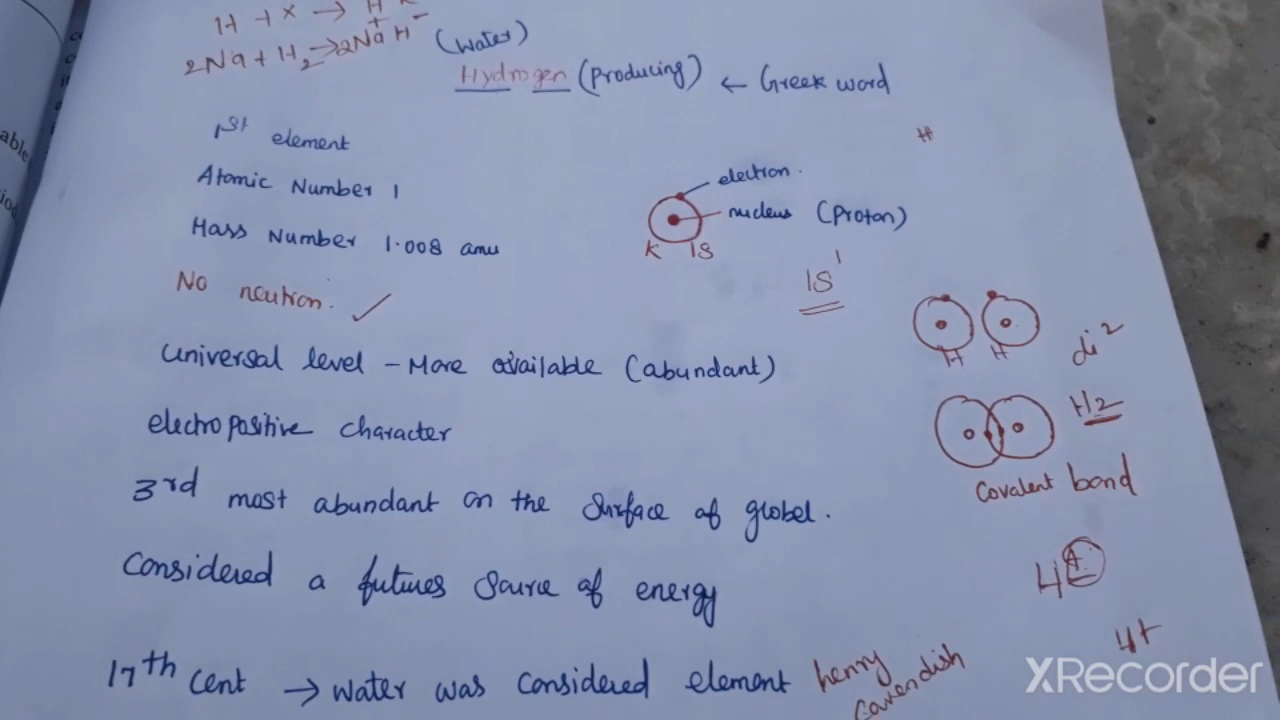 H + x → H
2Na + H2 → 2Na+ H-
(water)
Hydrogen (Producing) ← Greek word
1st element
Atomic Number 1
Mass Number 1.008 amu
No neutron. ✓
electron.
nucleus (Proton)
K 1S
1S1
H
Universal level - More available (abundant)
H H
di2
H2
Covalent bond
electropositive character
3rd most abundant on the surface of globel.
Considered a futures source of energy
17th cent → water was considered element henry
cavendish
able
XRecorder